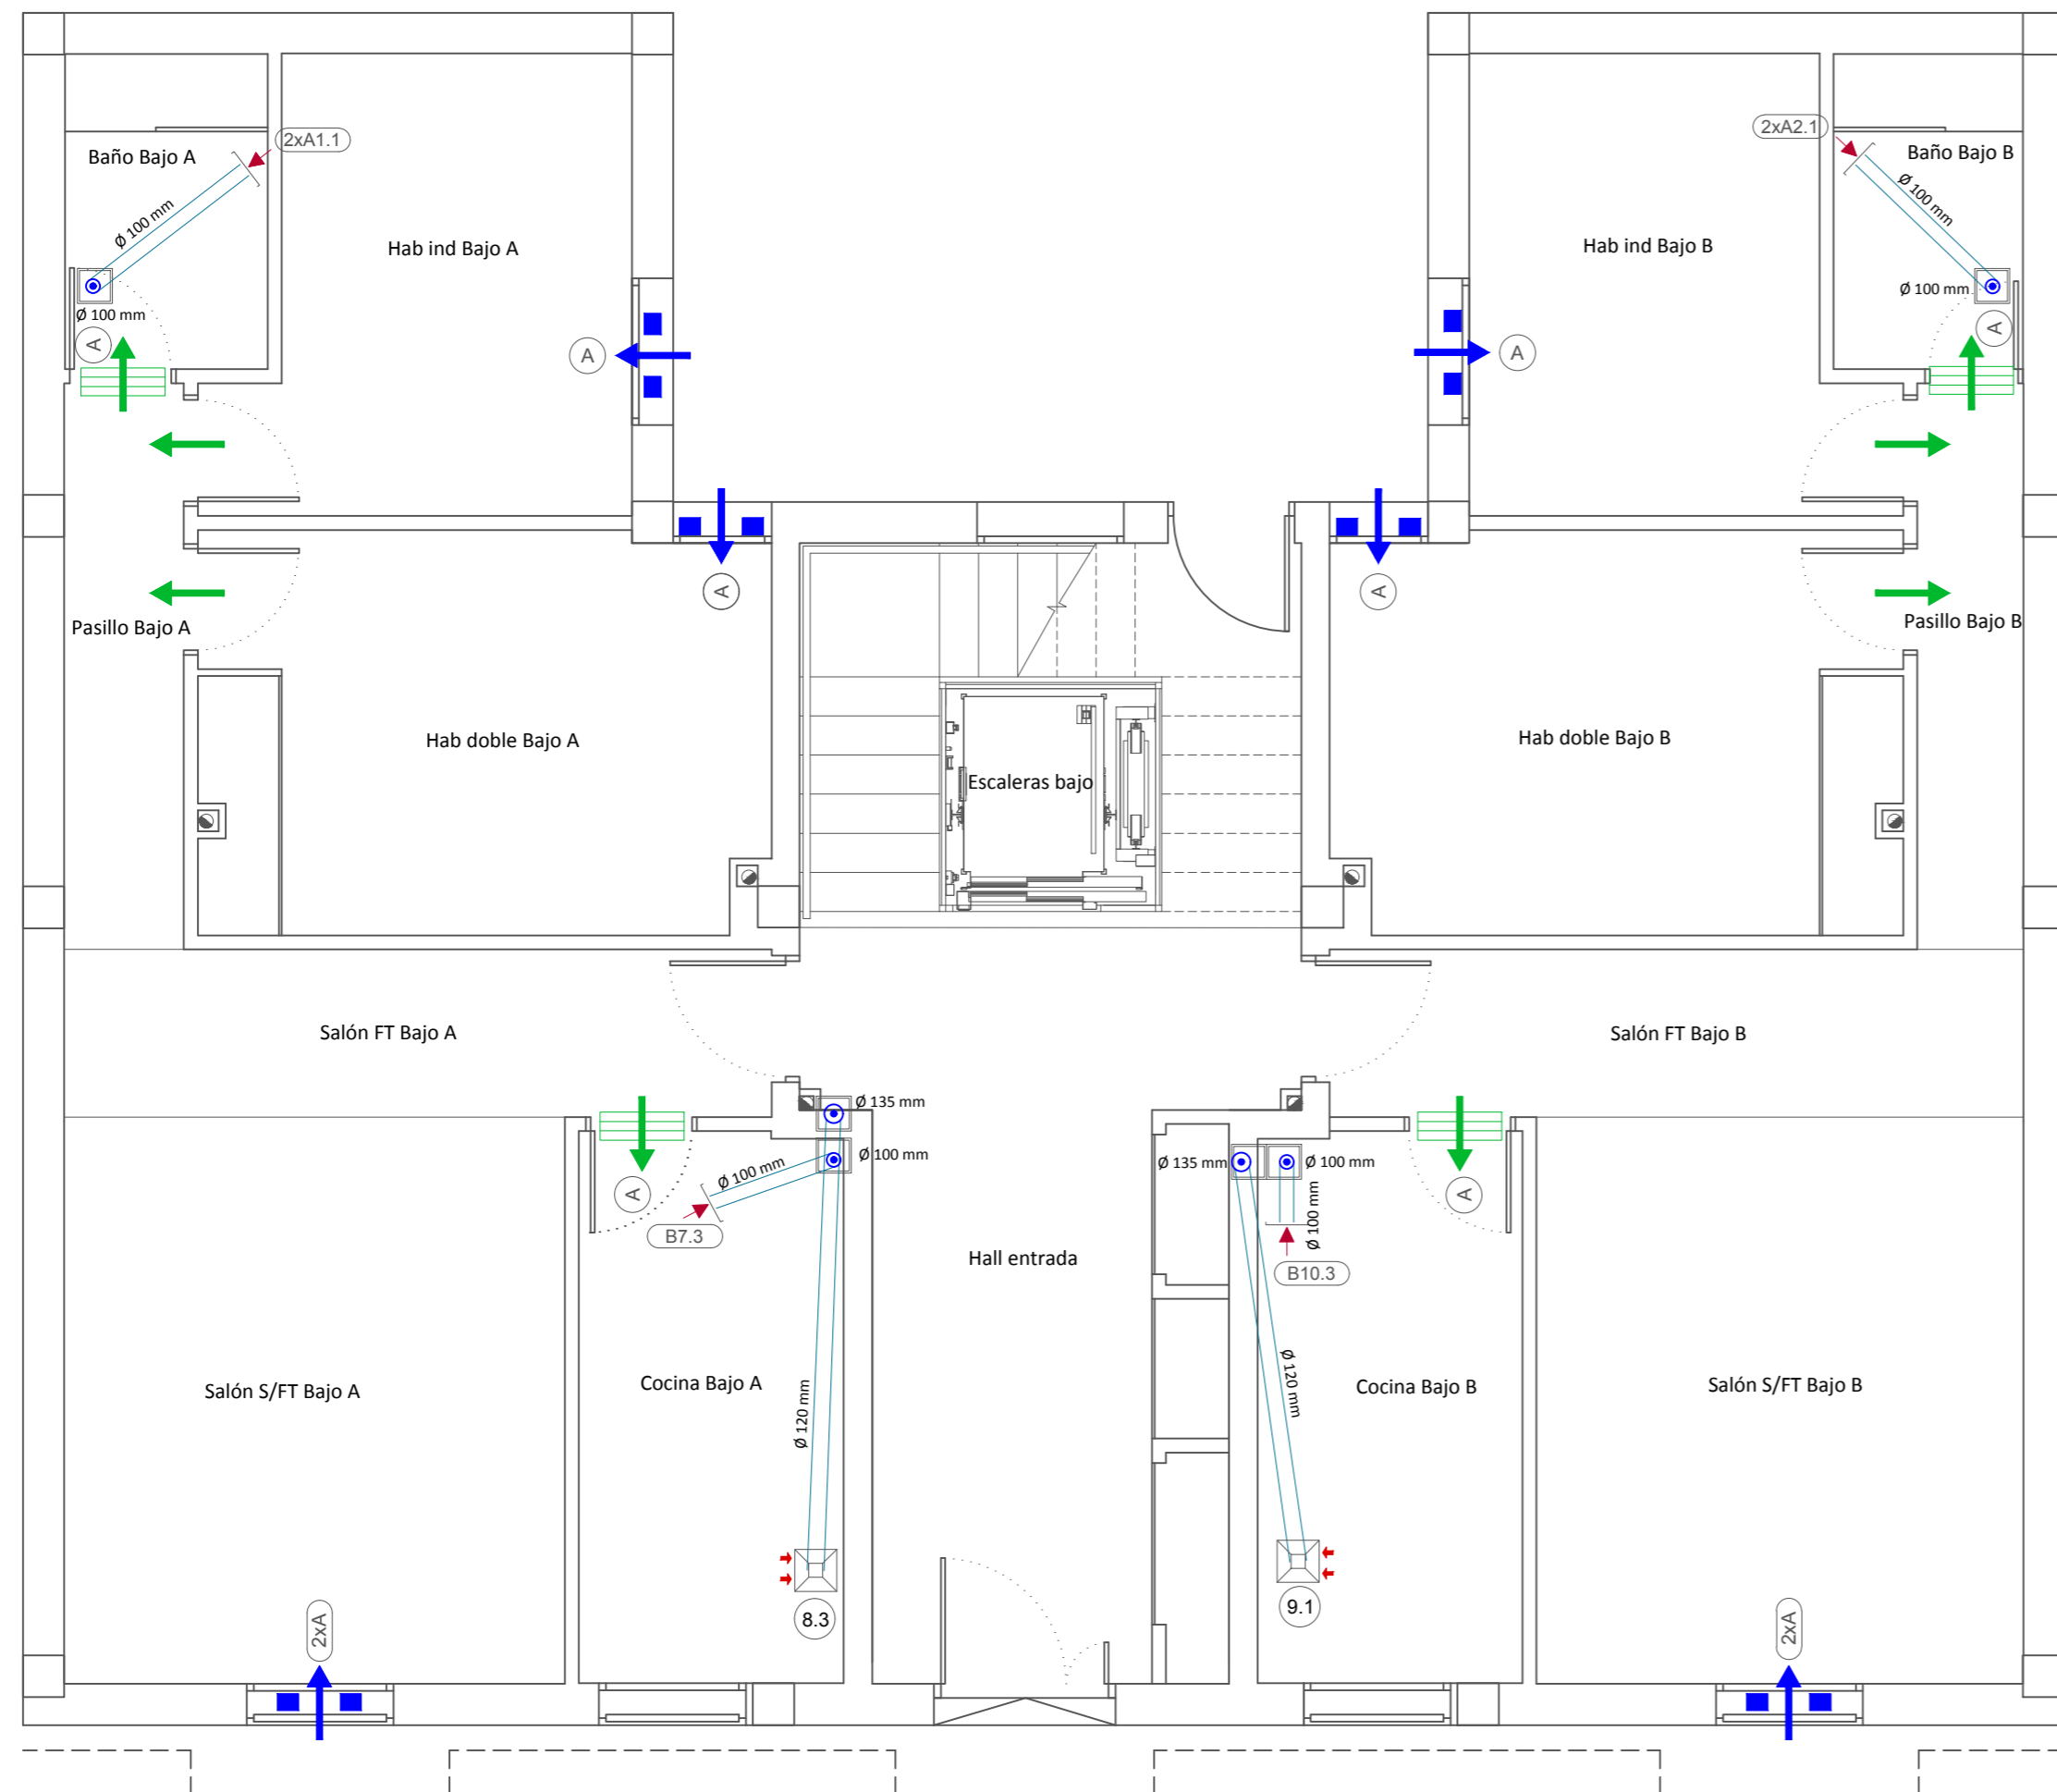 2xA1.1
2xA2.1
Baño Bajo A
Baño Bajo B
Ø 100 mm
Ø 100 mm
Hab ind Bajo A
Hab ind Bajo B
Ø 100 mm
Ø 100 mm
A
A
A
A
A
A
Pasillo Bajo A
Pasillo Bajo B
Hab doble Bajo A
Hab doble Bajo B
Escaleras bajo
Salón FT Bajo A
Salón FT Bajo B
Ø 135 mm
Ø 100 mm
Ø 135 mm
Ø 100 mm
Ø 100 mm
A
A
Ø 100 mm
B7.3
B10.3
Hall entrada
Salón S/FT Bajo A
Cocina Bajo A
Cocina Bajo B
Salón S/FT Bajo B
Ø 120 mm
Ø 120 mm
8.3
9.1
2xA
2xA